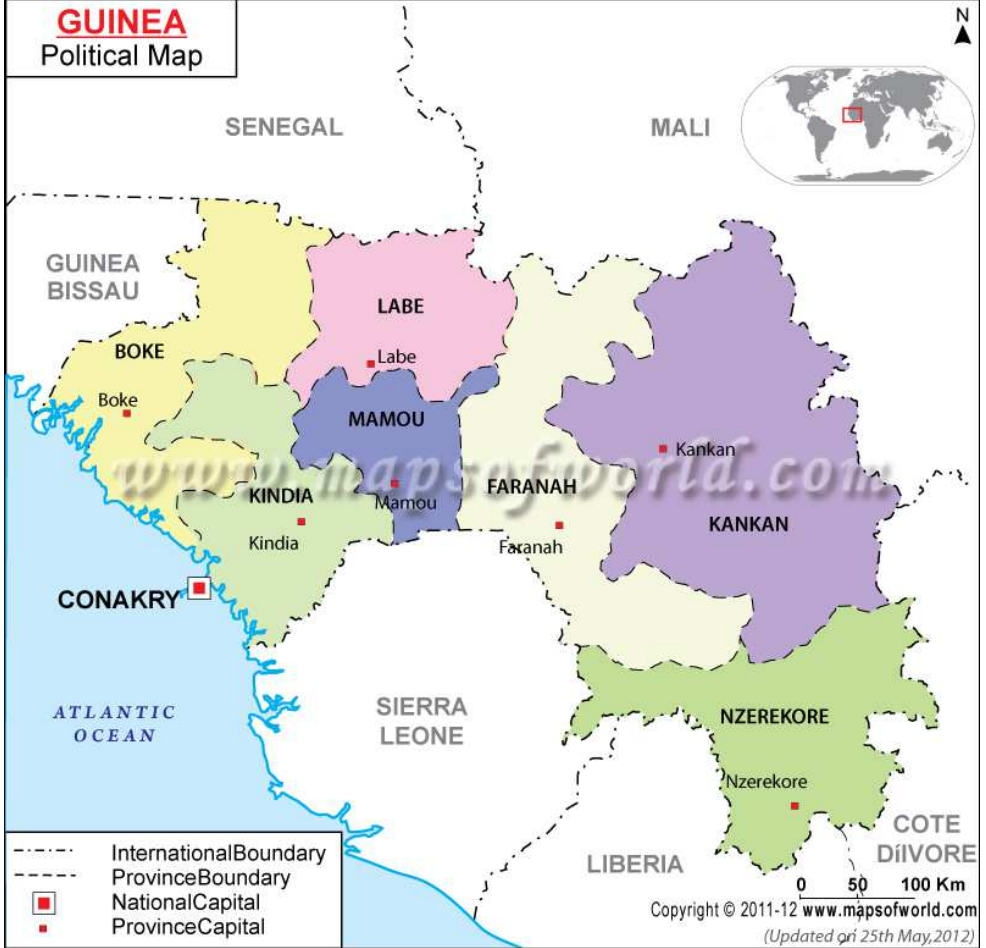 GUINEA
Political Map
N
SENEGAL
MALI
GUINEA
BISSAU
LABE
BOKE
Labe
Boke
MAMOU
Kankan
www.mapsofworld.com
FARANAH
KINDIA
Mamou
KANKAN
Kindia
Faranah
CONAKRY
ATLANTIC
OCEAN
SIERRA
LEONE
NZEREKORE
Nzerekore
COTE
DíIVORE
LIBERIA
InternationalBoundary
ProvinceBoundary
NationalCapital
ProvinceCapital
0 50 100 Km
Copyright © 2011-12 www.mapsofworld.com
(Updated on 25th May,2012)